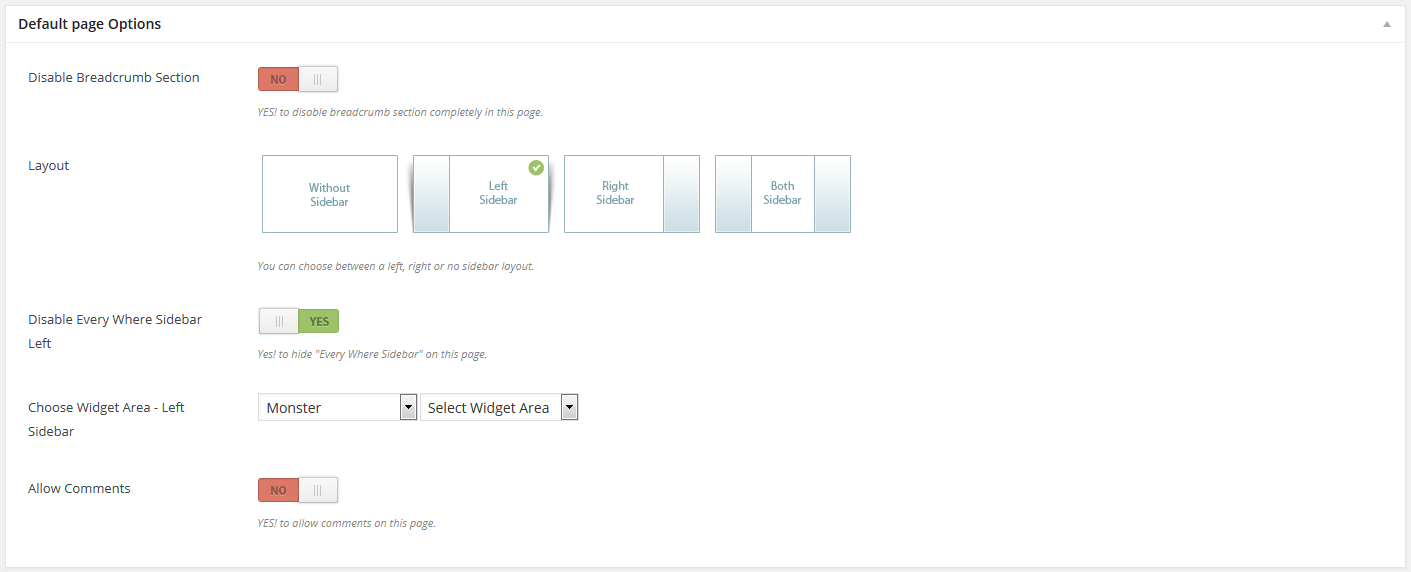 Default page Options
Disable Breadcrumb Section
NO
YES! to disable breadcrumb section completely in this page.
Layout
Without
Sidebar
Left
Sidebar
Right
Sidebar
Both
Sidebar
You can choose between a left, right or no sidebar layout.
Disable Every Where Sidebar
Left
YES
Yes! to hide "Every Where Sidebar" on this page.
Choose Widget Area - Left
Sidebar
Monster
Select Widget Area
Allow Comments
NO
YES! to allow comments on this page.